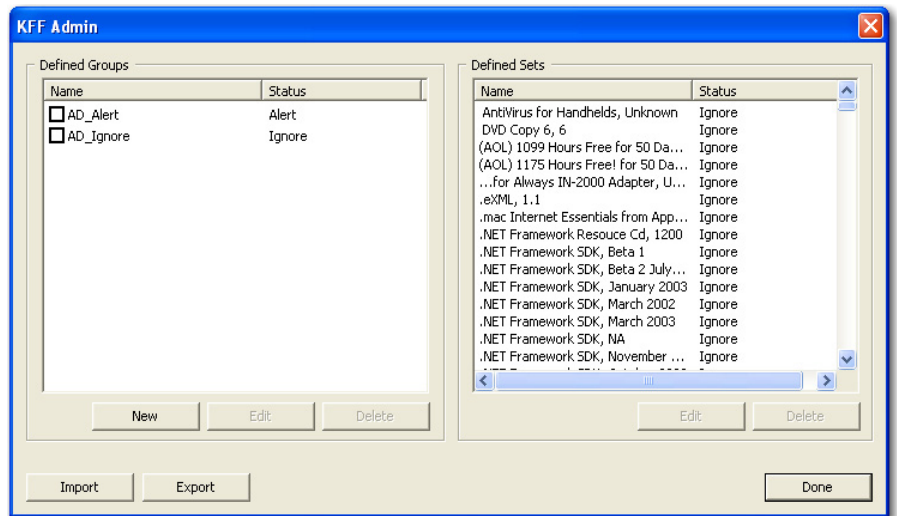 KFF Admin
Defined Groups
Name Status
AD_Alert Alert
AD_Ignore Ignore
New Edit Delete
Defined Sets
Name Status
AntiVirus for Handhelds, Unknown Ignore
DVD Copy 6, 6 Ignore
(AOL) 1099 Hours Free for 50 Da... Ignore
(AOL) 1175 Hours Free! for 50 Da... Ignore
...for Always IN-2000 Adapter, U... Ignore
.eXML, 1.1 Ignore
.mac Internet Essentials from App... Ignore
.NET Framework Resouce Cd, 1200 Ignore
.NET Framework SDK, Beta 1 Ignore
.NET Framework SDK, Beta 2 July... Ignore
.NET Framework SDK, January 2003 Ignore
.NET Framework SDK, March 2002 Ignore
.NET Framework SDK, March 2003 Ignore
.NET Framework SDK, NA Ignore
.NET Framework SDK, November ... Ignore
Edit Delete
Import Export Done